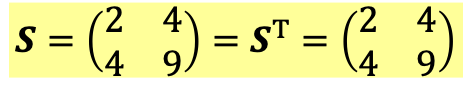 S = (2 4
4 9) = Sᵀ = (2 4
4 9)